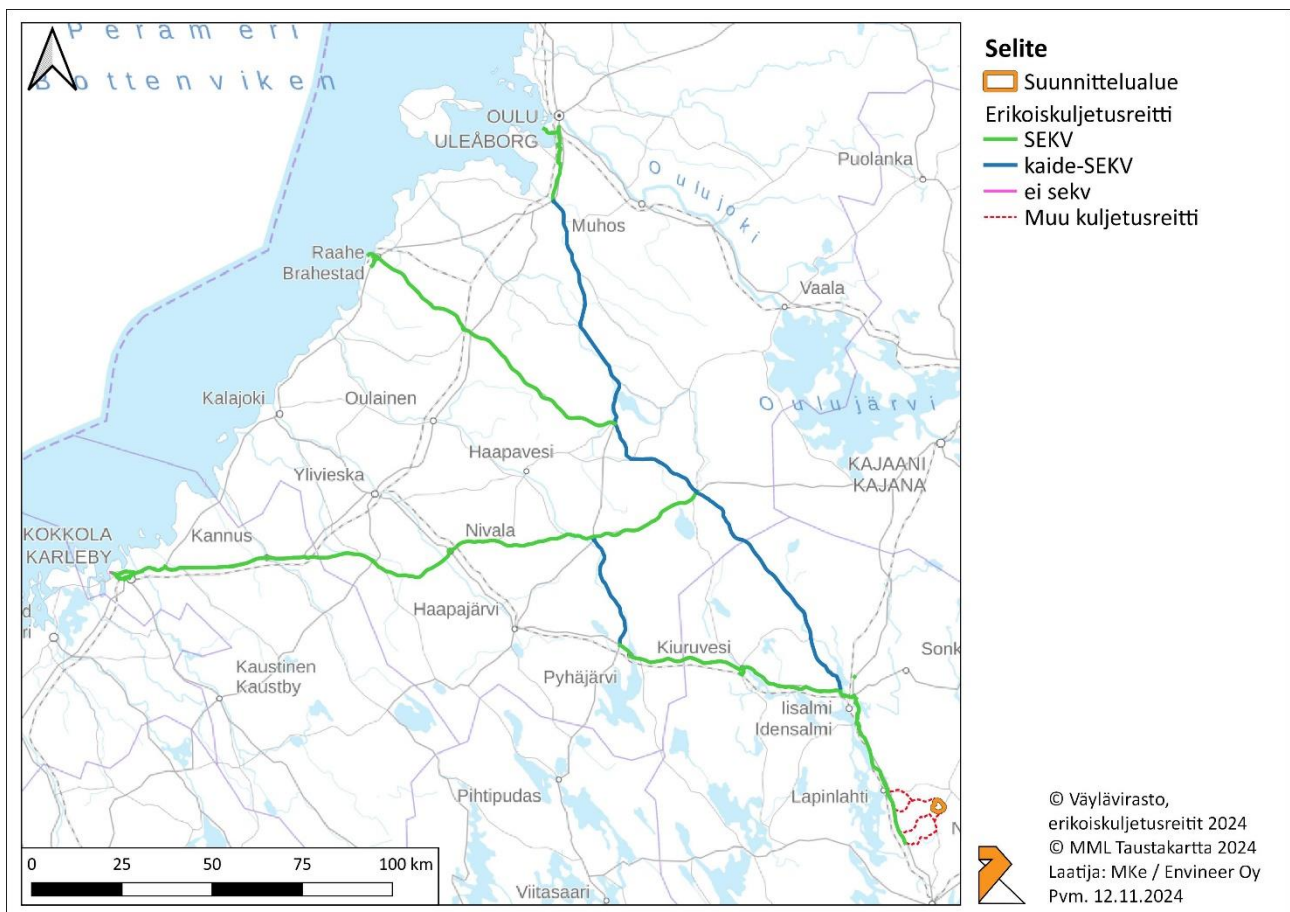 Perämeri
Bottenviken
OULU
ULEÅBORG
Puolanka
Oulujoki
Muhos
Raahe
Brahestad
Vaala
Kalajoki
Oulainen
Oulujärvi
Haapavesi
KAJAANI
KAJANA
Ylivieska
KOKKOLA
KARLEBY
Kannus
Nivala
Haapajärvi
d
ri
Kiuruvesi
Sonk
Kaustinen
Kaustby
Pyhäjärvi
Iisalmi
Idensalmi
Pihtipudas
Lapinlahti
N
0 25 50 75 100 km
Viitasaari
Selite
Suunnittelualue
Erikoiskuljetusreitti
SEKV
kaide-SEKV
ei sekv
Muu kuljetusreitti
© Väylävirasto,
erikoiskuljetusreitit 2024
© MML Taustakartta 2024
Laatija: MKe / Envineer Oy
Pvm. 12.11.2024